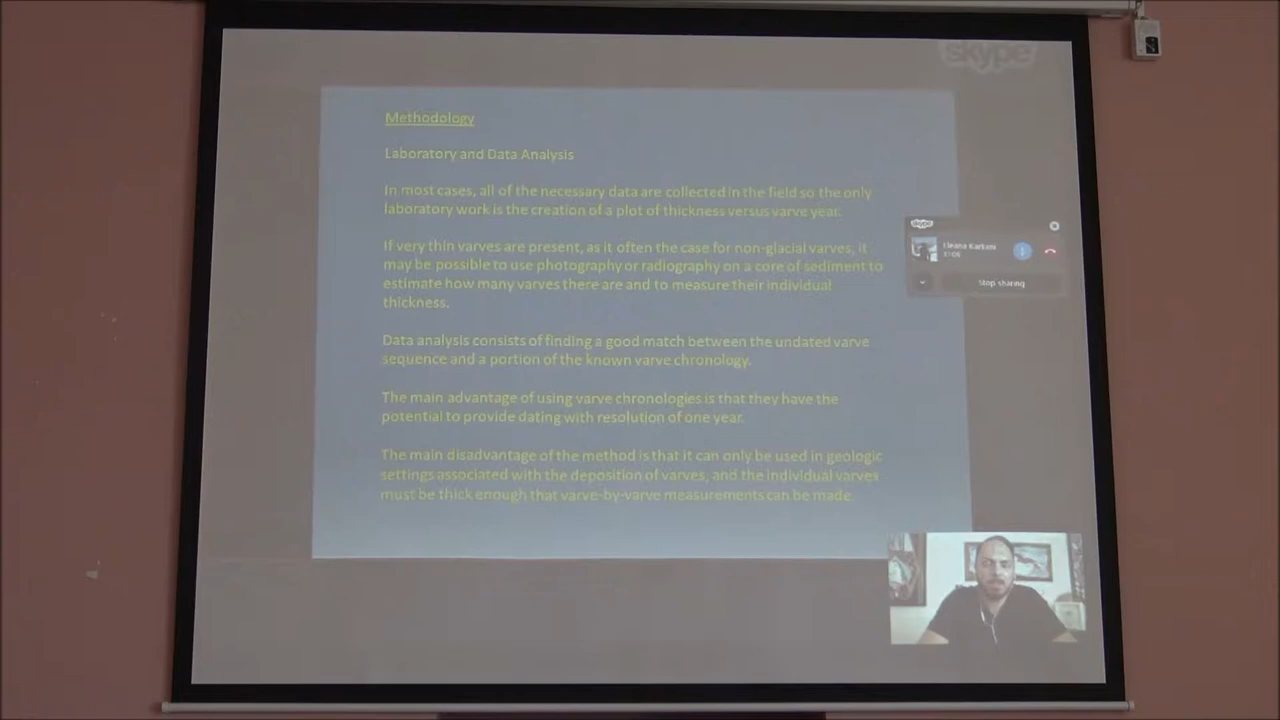 skype
Methodology
Laboratory and Data Analysis
In most cases, all of the necessary data are collected in the field so the only
laboratory work is the creation of a plot of thickness versus varve year.
If very thin varves are present, as it often the case for non-glacial varves, it
may be possible to use photography or radiography on a core of sediment to
estimate how many varves there are and to measure their individual
thickness.
Data analysis consists of finding a good match between the undated varve
sequence and a portion of the known varve chronology.
The main advantage of using varve chronologies is that they have the
potential to provide dating with resolution of one year.
The main disadvantage of the method is that it can only be used in geologic
settings associated with the deposition of varves, and the individual varves
must be thick enough that varve-by-varve measurements can be made.
skype
Stop sharing